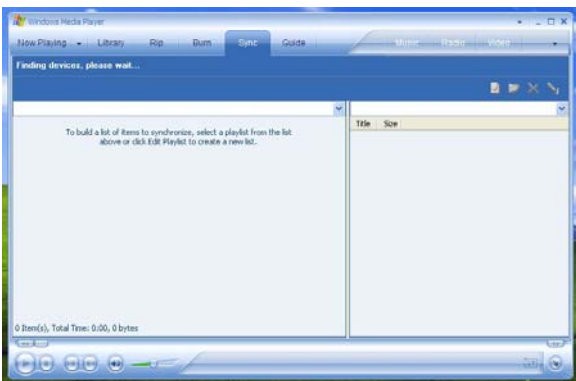 Windows Media Player
Now Playing Library Rip Burn Sync Guide Music Radio Video
Finding devices, please wait...
To build a list of items to synchronize, select a playlist from the list
above or click Edit Playlist to create a new list.
Title Size
0 Item(s), Total Time: 0:00, 0 bytes